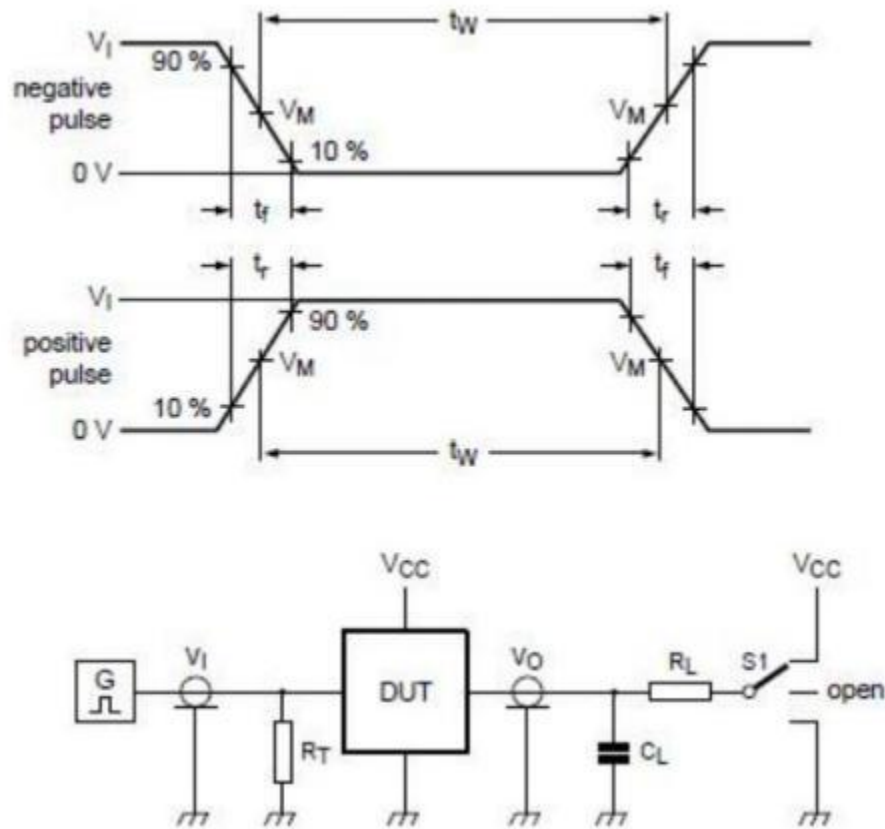 tW
VI
90 %
negative
pulse
VM
VM
10 %
0 V
tf
tr
tr
tf
VI
90 %
positive
pulse
VM
VM
10 %
0 V
tW
VCC
VCC
G
VI
DUT
VO
RL
S1
open
RT
CL